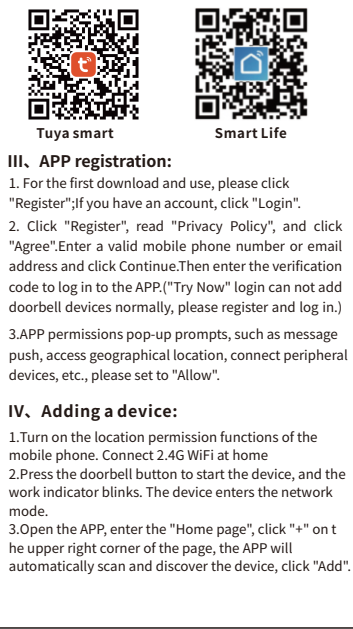 Tuya smart
Smart Life
III、APP registration:
1. For the first download and use, please click
"Register";If you have an account, click "Login".
2. Click "Register", read "Privacy Policy", and click
"Agree".Enter a valid mobile phone number or email
address and click Continue.Then enter the verification
code to log in to the APP.("Try Now" login can not add
doorbell devices normally, please register and log in.)
3.APP permissions pop-up prompts, such as message
push, access geographical location, connect peripheral
devices, etc., please set to "Allow".
IV、Adding a device:
1.Turn on the location permission functions of the
mobile phone. Connect 2.4G WiFi at home
2.Press the doorbell button to start the device, and the
work indicator blinks. The device enters the network
mode.
3.Open the APP, enter the "Home page", click "+" on t
he upper right corner of the page, the APP will
automatically scan and discover the device, click "Add".